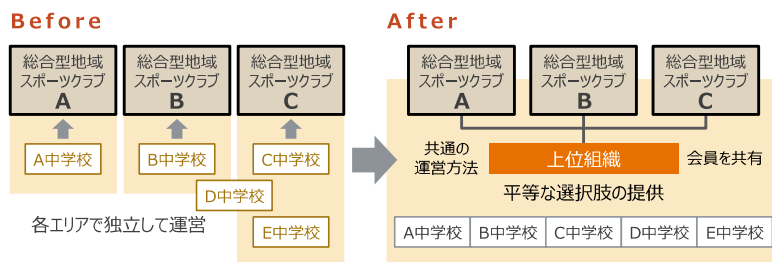 Before
総合型地域
スポーツクラブ
A
総合型地域
スポーツクラブ
B
総合型地域
スポーツクラブ
C
A中学校
B中学校
C中学校
D中学校
E中学校
各エリアで独立して運営
After
総合型地域
スポーツクラブ
A
総合型地域
スポーツクラブ
B
総合型地域
スポーツクラブ
C
共通の
運営方法
上位組織
会員を共有
平等な選択肢の提供
A中学校
B中学校
C中学校
D中学校
E中学校